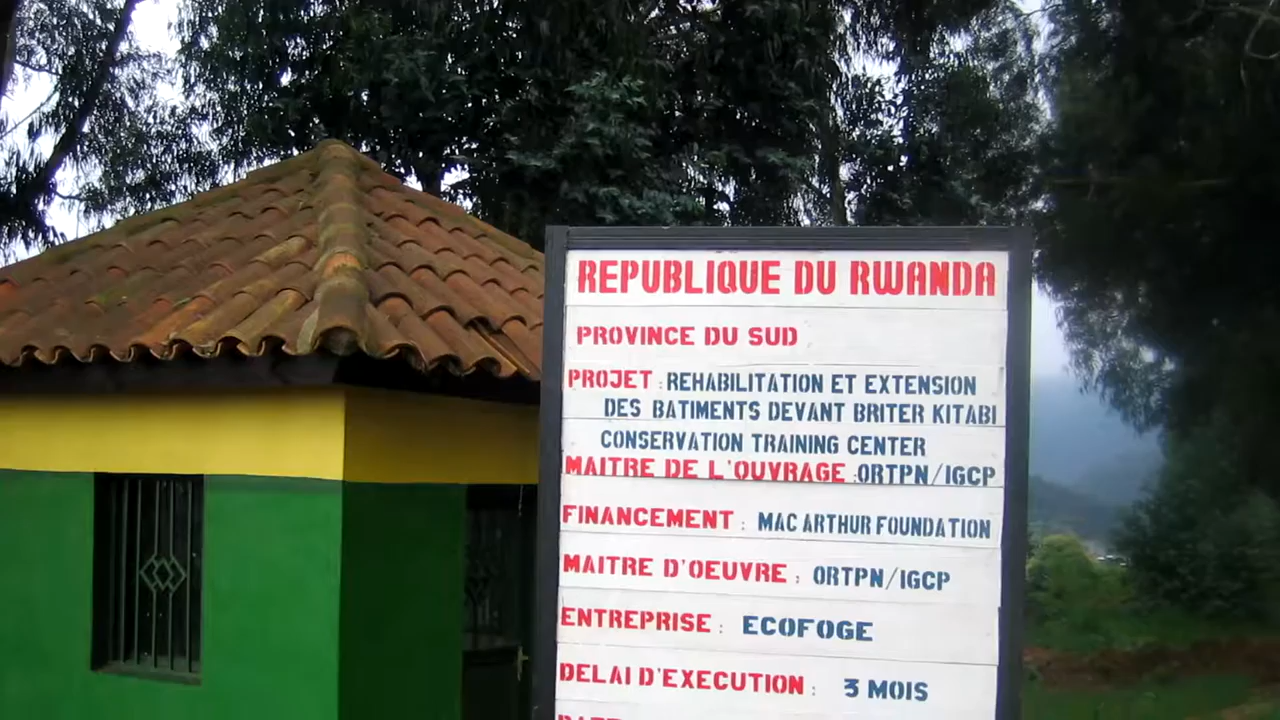 REPUBLIQUE DU RWANDA
PROVINCE DU SUD
PROJET : REHABILITATION ET EXTENSION
DES BATIMENTS DEVANT BRITER KITABI
CONSERVATION TRAINING CENTER
MAITRE DE L'OUVRAGE : ORTPN/IGCP
FINANCEMENT : MAC ARTHUR FOUNDATION
MAITRE D'OEUVRE : ORTPN/IGCP
ENTREPRISE : ECOFOGE
DELAI D'EXECUTION : 3 MOIS